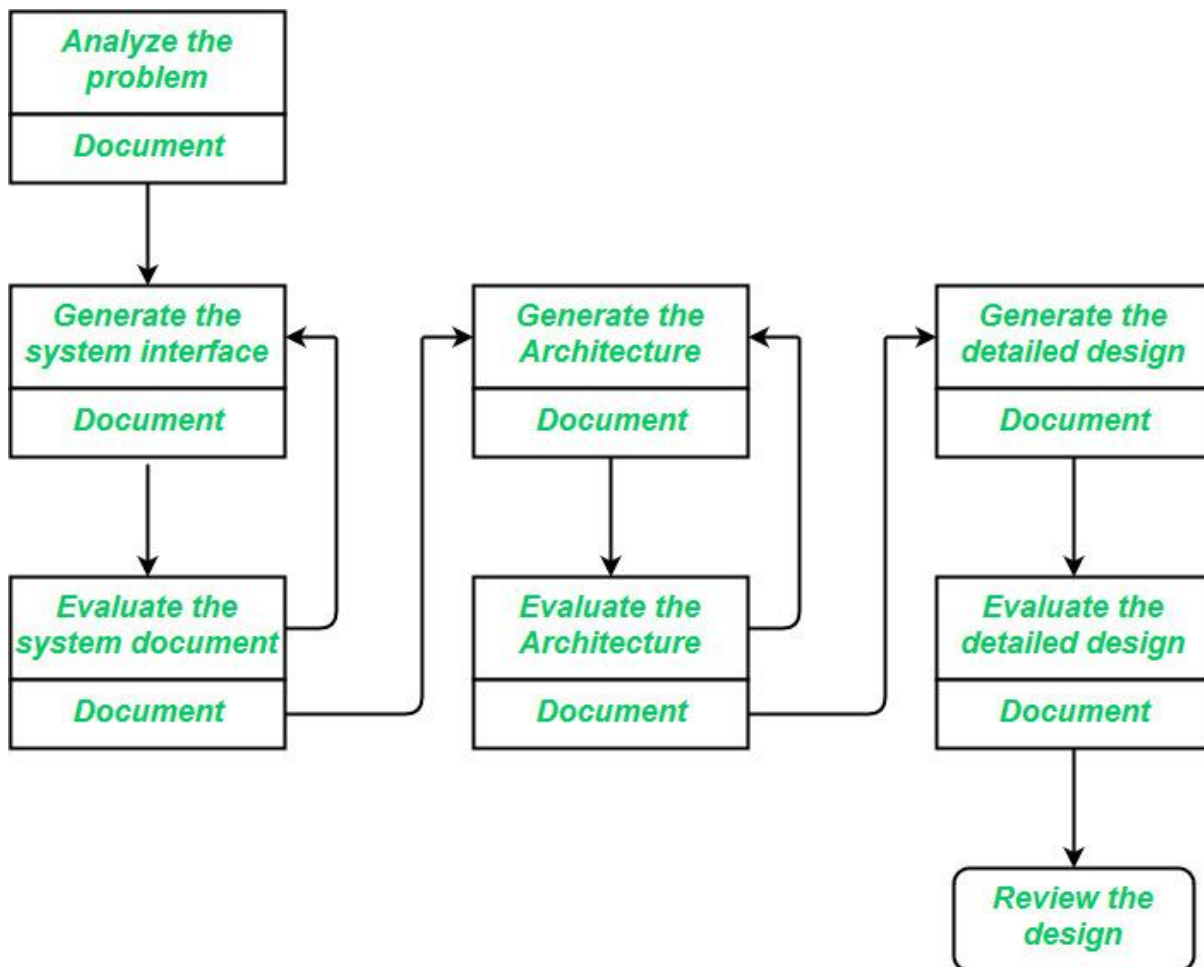 Analyze the
problem
Document
Generate the
system interface
Document
Evaluate the
system document
Document
Generate the
Architecture
Document
Evaluate the
Architecture
Document
Generate the
detailed design
Document
Evaluate the
detailed design
Document
Review the
design